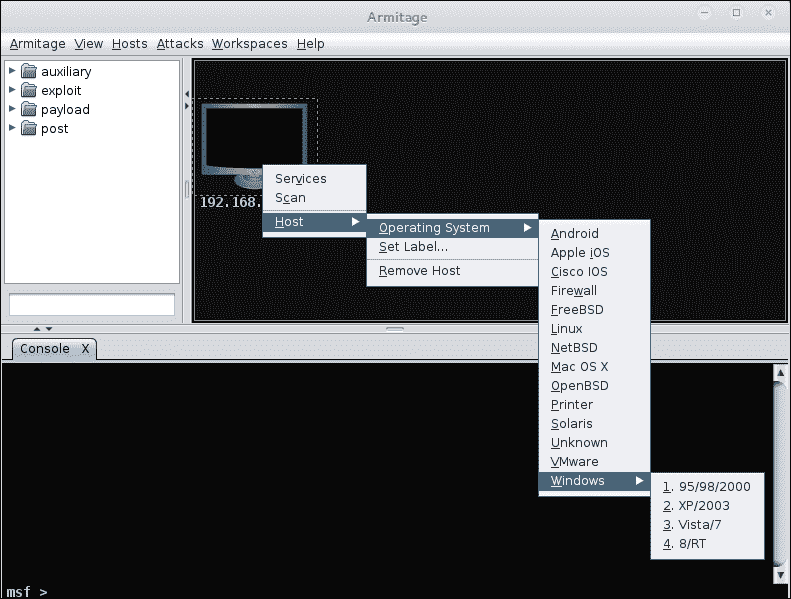 Armitage
Armitage View Hosts Attacks Workspaces Help
auxiliary
exploit
payload
post
192.168.
Services
Scan
Host
Operating System
Set Label...
Remove Host
Android
Apple iOS
Cisco IOS
Firewall
FreeBSD
Linux
NetBSD
Mac OS X
OpenBSD
Printer
Solaris
Unknown
VMware
Windows
1. 95/98/2000
2. XP/2003
3. Vista/7
4. 8/RT
Console X
msf >